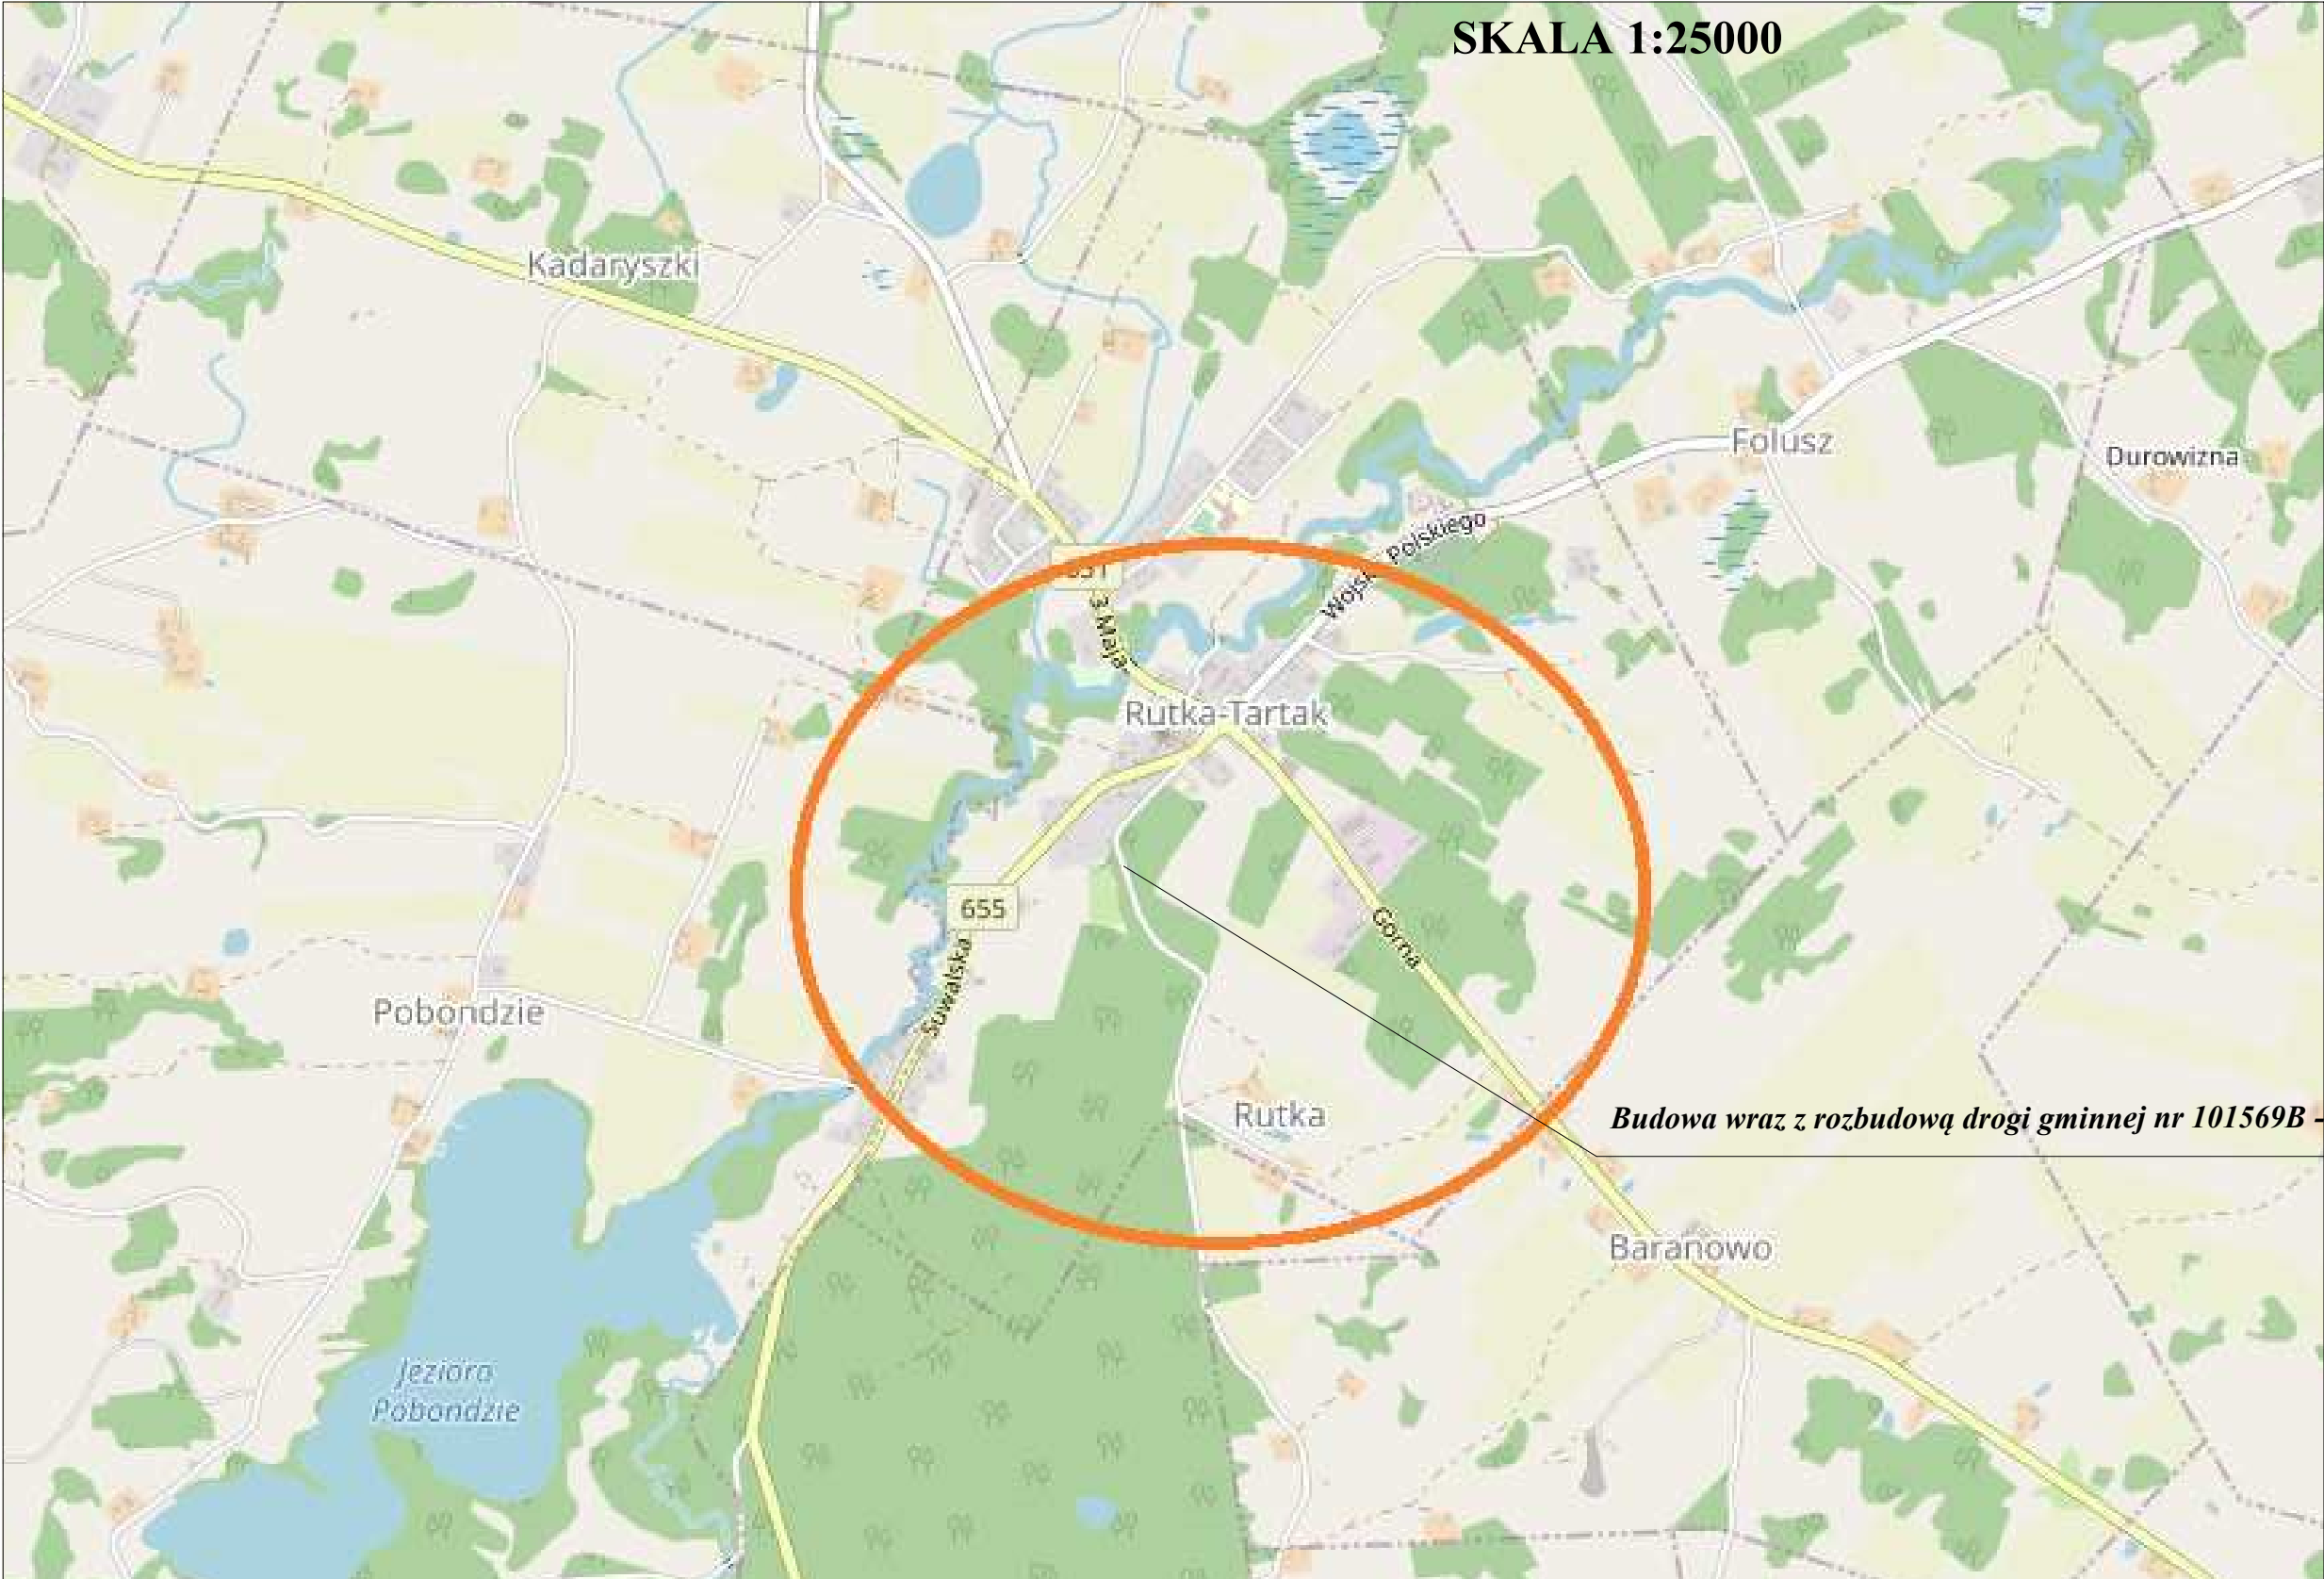 SKALA 1:25000
Kadaryszki
Folusz
Durowizna
Wojska Polskiego
651
3 Maja
Rutka-Tartak
655
Suwalska
Górna
Pobondzie
Rutka
Budowa wraz z rozbudową drogi gminnej nr 101569B -
Baranowo
Jezioro
Pobondzie